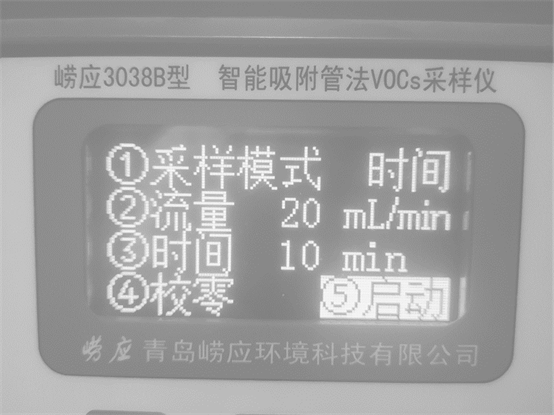 崂应3038B型 智能吸附管法VOCs采样仪
①采样模式 时间
②流量 20 mL/min
③时间 10 min
④校零 ⑤启动
崂应 青岛崂应环境科技有限公司